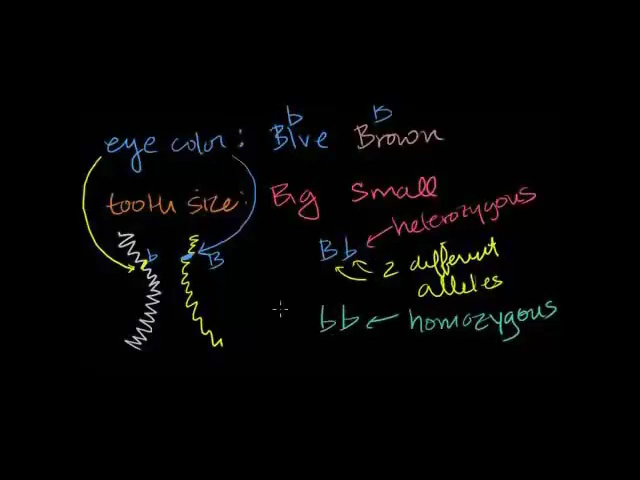 b B
eye color: Blue Brown
tooth size: Big small
heterozygous
Bb
b B
2 different
alleles
bb homozygous